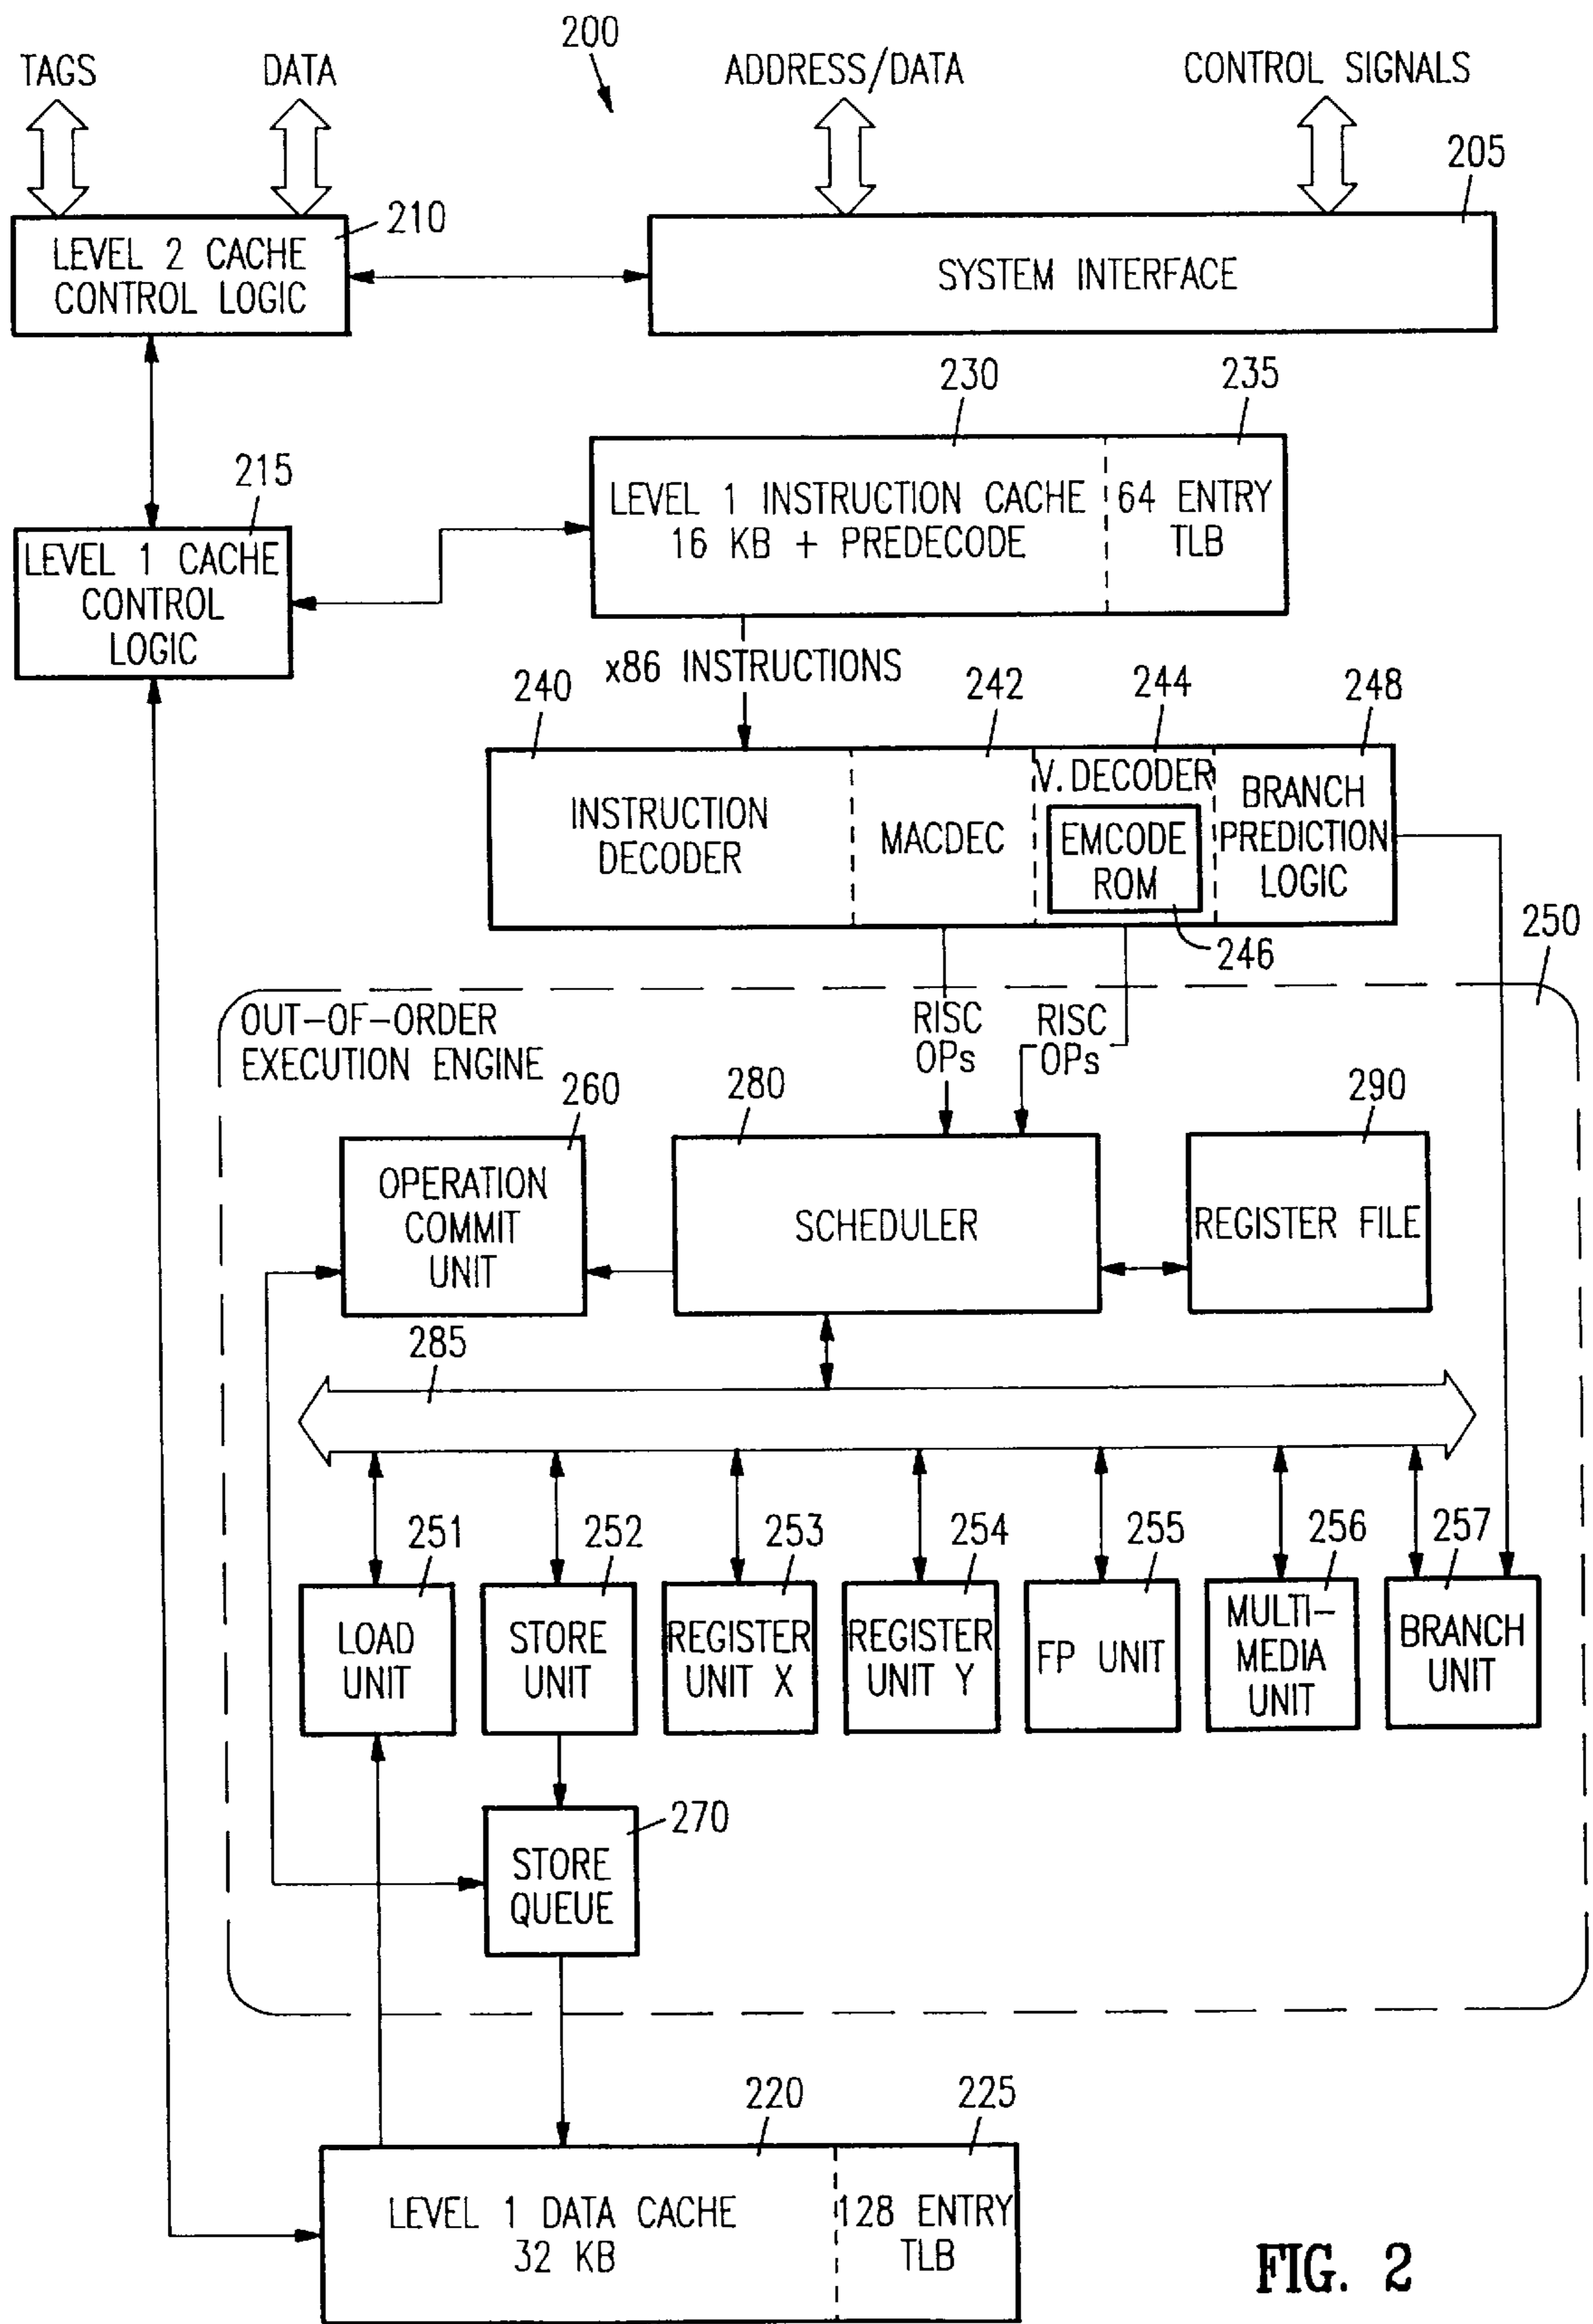 200
TAGS
DATA
ADDRESS/DATA
CONTROL SIGNALS
205
210
LEVEL 2 CACHE
CONTROL LOGIC
SYSTEM INTERFACE
230
235
215
LEVEL 1 INSTRUCTION CACHE
16 KB + PREDECODE
64 ENTRY
TLB
LEVEL 1 CACHE
CONTROL
LOGIC
x86 INSTRUCTIONS
240
242
244
248
INSTRUCTION
DECODER
MACDEC
V. DECODER
EMCODE
ROM
BRANCH
PREDICTION
LOGIC
246
250
OUT-OF-ORDER
EXECUTION ENGINE
RISC
OPs
RISC
OPs
260
280
290
OPERATION
COMMIT
UNIT
SCHEDULER
REGISTER FILE
285
251
252
253
254
255
256
257
LOAD
UNIT
STORE
UNIT
REGISTER
UNIT X
REGISTER
UNIT Y
FP UNIT
MULTI-
MEDIA
UNIT
BRANCH
UNIT
270
STORE
QUEUE
220
225
LEVEL 1 DATA CACHE
32 KB
128 ENTRY
TLB
FIG. 2